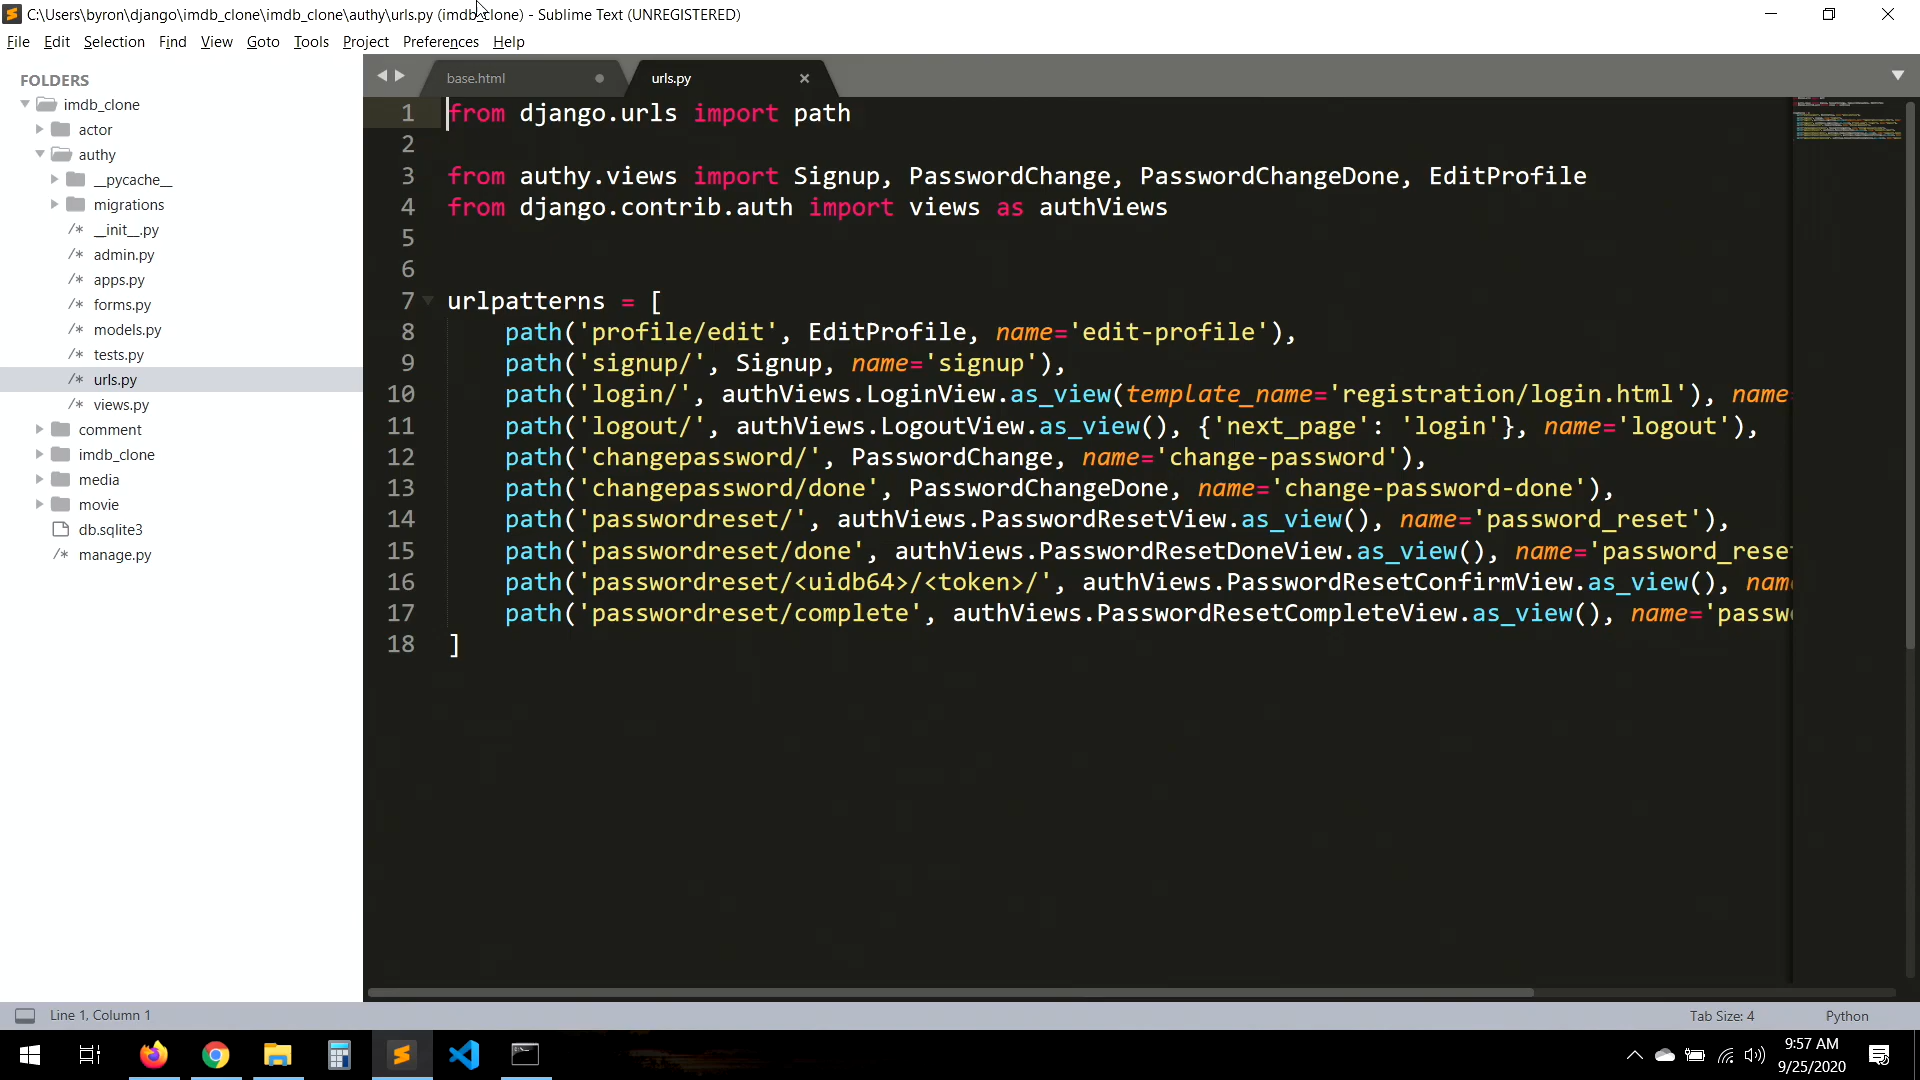 C:\Users\byron\django\imdb_clone\imdb_clone\authy\urls.py (imdb_clone) - Sublime Text (UNREGISTERED)
File Edit Selection Find View Goto Tools Project Preferences Help
FOLDERS
imdb_clone
actor
authy
__pycache__
migrations
/* __init__.py
/* admin.py
/* apps.py
/* forms.py
/* models.py
/* tests.py
/* urls.py
/* views.py
comment
imdb_clone
media
movie
db.sqlite3
/* manage.py
base.html urls.py
1 from django.urls import path
2
3 from authy.views import Signup, PasswordChange, PasswordChangeDone, EditProfile
4 from django.contrib.auth import views as authViews
5
6
7 urlpatterns = [
8 path('profile/edit', EditProfile, name='edit-profile'),
9 path('signup/', Signup, name='signup'),
10 path('login/', authViews.LoginView.as_view(template_name='registration/login.html'), name
11 path('logout/', authViews.LogoutView.as_view(), {'next_page': 'login'}, name='logout'),
12 path('changepassword/', PasswordChange, name='change-password'),
13 path('changepassword/done', PasswordChangeDone, name='change-password-done'),
14 path('passwordreset/', authViews.PasswordResetView.as_view(), name='password_reset'),
15 path('passwordreset/done', authViews.PasswordResetDoneView.as_view(), name='password_reset
16 path('passwordreset/<uidb64>/<token>/', authViews.PasswordResetConfirmView.as_view(), nam
17 path('passwordreset/complete', authViews.PasswordResetCompleteView.as_view(), name='passw
18 ]
Line 1, Column 1 Tab Size: 4 Python
9:57 AM
9/25/2020